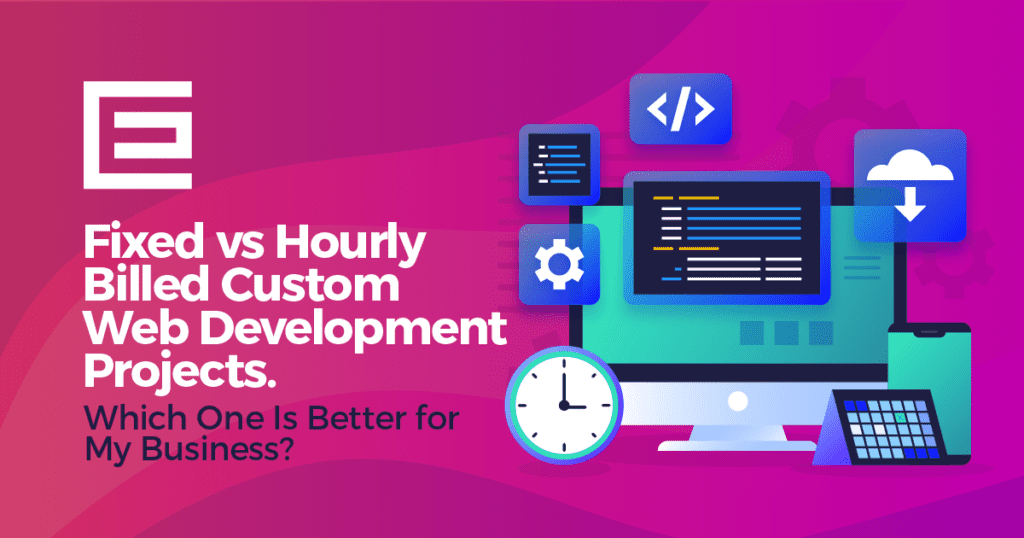 Fixed vs Hourly
Billed Custom
Web Development
Projects.
Which One Is Better for
My Business?
</>